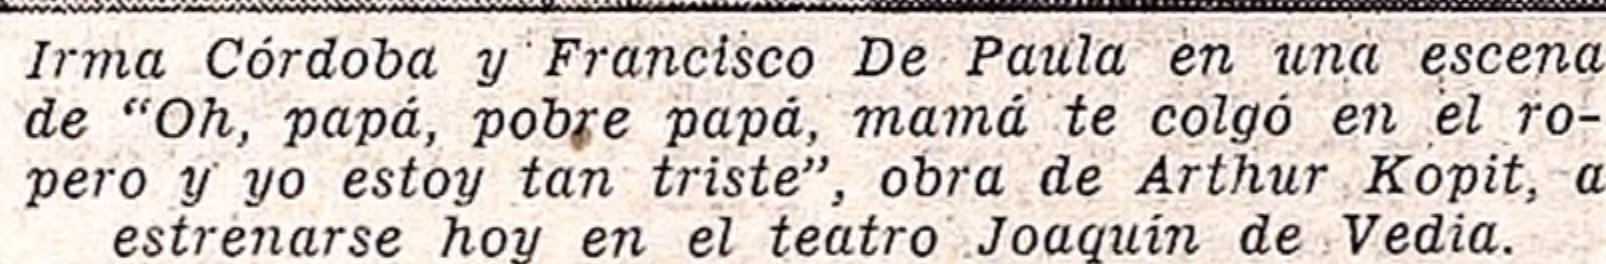 Irma Córdoba y Francisco De Paula en una escena
de “Oh, papá, pobre papá, mamá te colgó en el ro-
pero y yo estoy tan triste”, obra de Arthur Kopit, a
estrenarse hoy en el teatro Joaquín de Vedia.